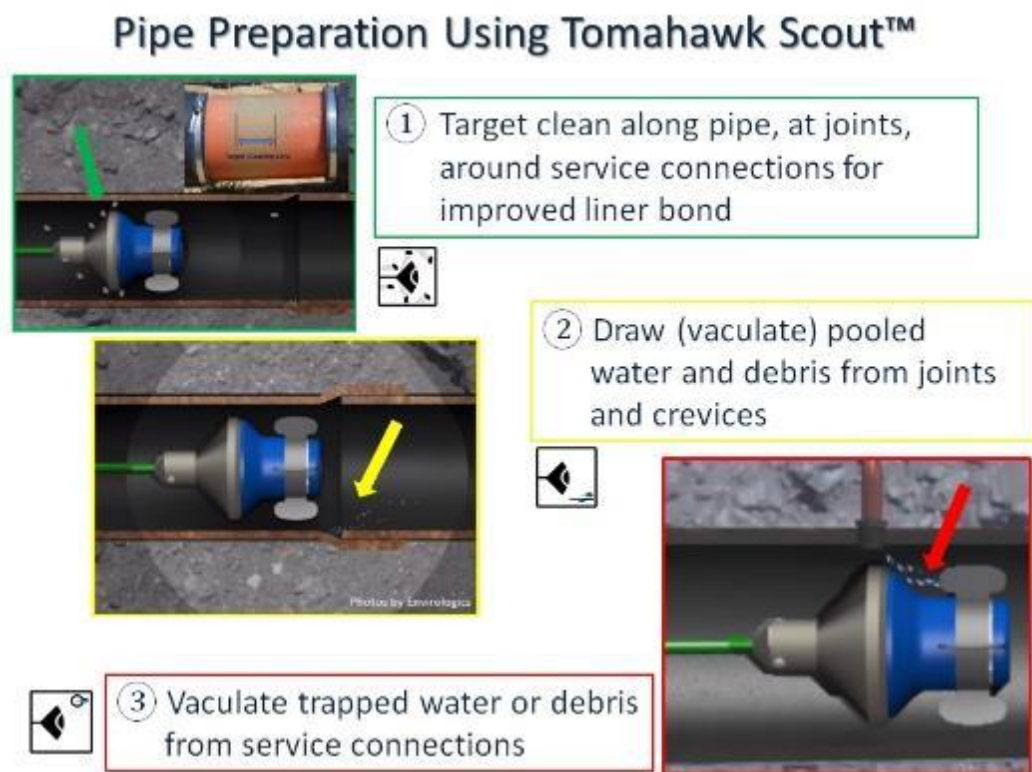 Pipe Preparation Using Tomahawk Scout™
① Target clean along pipe, at joints,
around service connections for
improved liner bond
② Draw (vaculate) pooled
water and debris from joints
and crevices
Photos by Envirologics
③ Vaculate trapped water or debris
from service connections